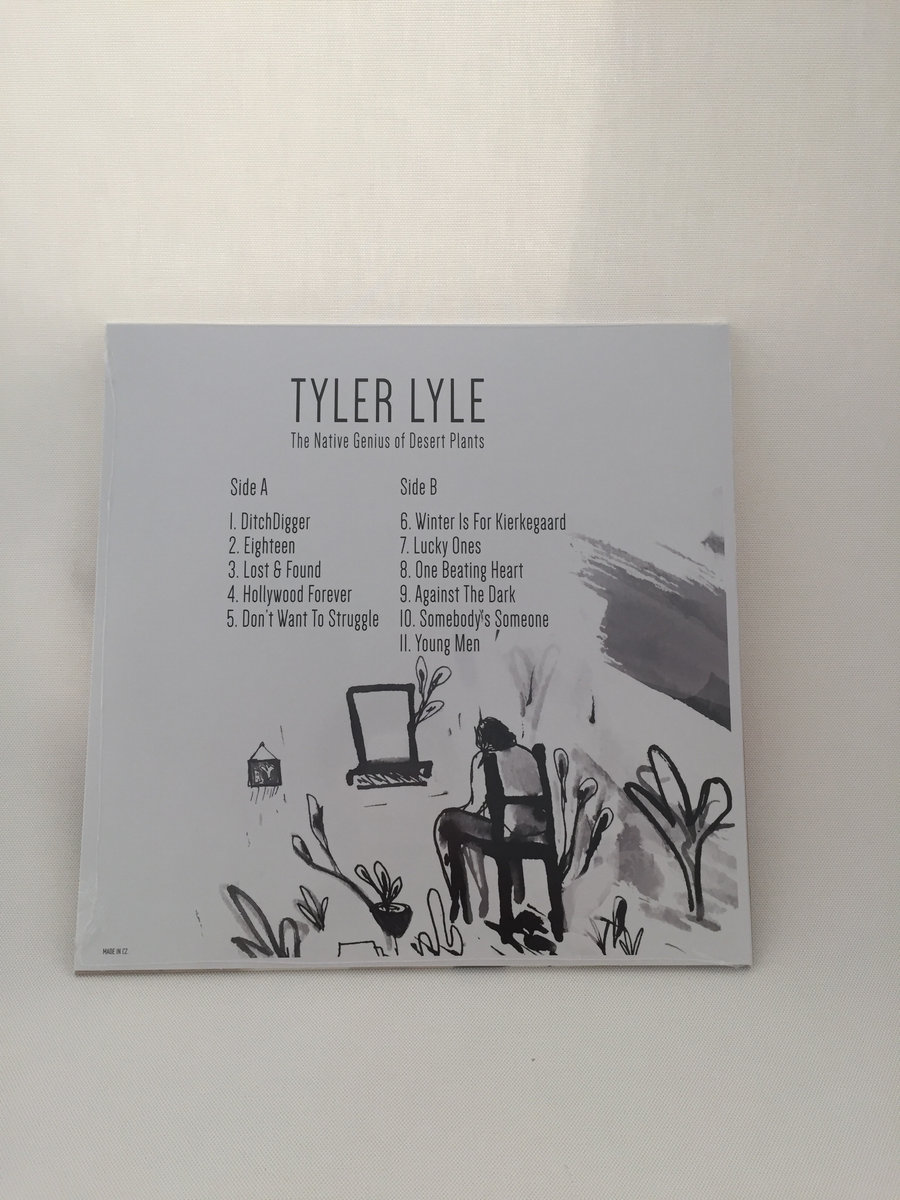 TYLER LYLE
The Native Genius of Desert Plants
Side A
1. DitchDigger
2. Eighteen
3. Lost & Found
4. Hollywood Forever
5. Don't Want To Struggle
Side B
6. Winter Is For Kierkegaard
7. Lucky Ones
8. One Beating Heart
9. Against The Dark
10. Somebody's Someone
11. Young Men
MADE IN CZ.